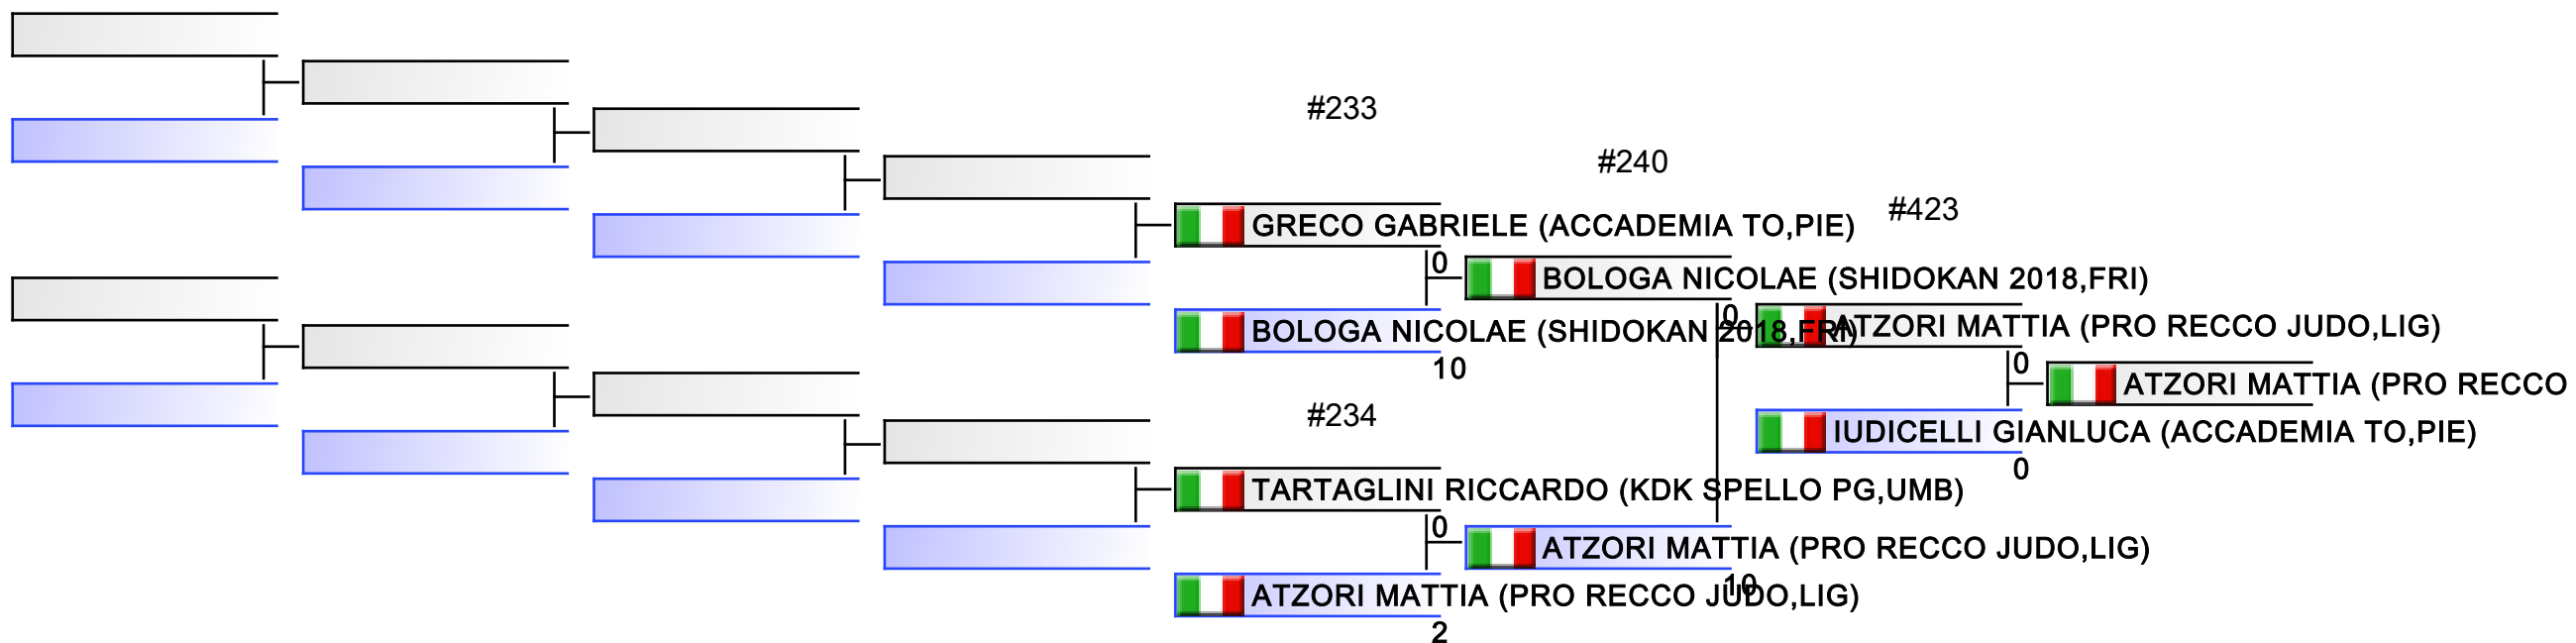 #233
#240
#423
GRECO GABRIELE (ACCADEMIA TO,PIE)
0
BOLOGA NICOLAE (SHIDOKAN 2018,FRI)
0
BOLOGA NICOLAE (SHIDOKAN 2018,FRI)
ATZORI MATTIA (PRO RECCO JUDO,LIG)
10
0
ATZORI MATTIA (PRO RECCO
#234
IUDICELLI GIANLUCA (ACCADEMIA TO,PIE)
0
TARTAGLINI RICCARDO (KDK SPELLO PG,UMB)
0
ATZORI MATTIA (PRO RECCO JUDO,LIG)
10
ATZORI MATTIA (PRO RECCO JUDO,LIG)
2